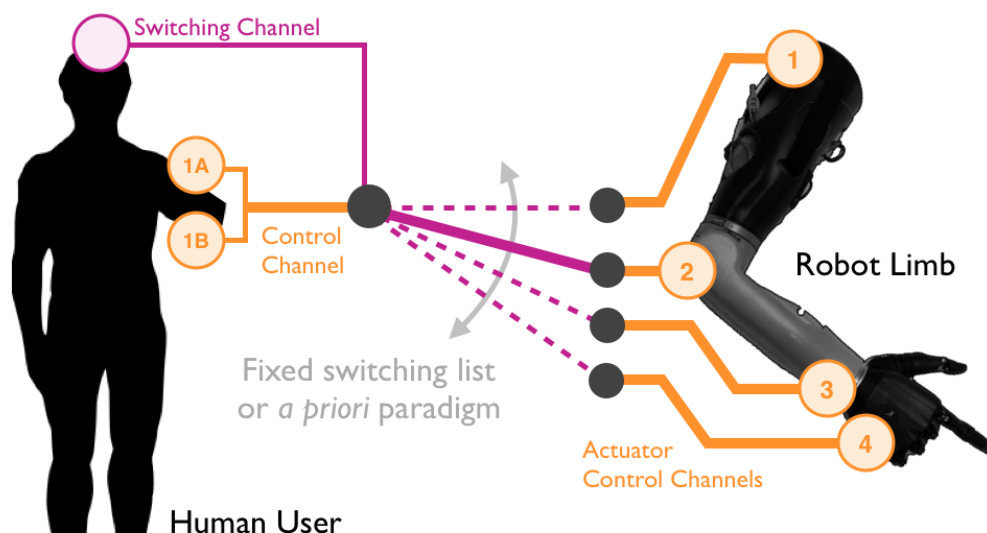 Switching Channel
1
1A
1B
Control
Channel
2
Robot Limb
Fixed switching list
or a priori paradigm
3
4
Actuator
Control Channels
Human User